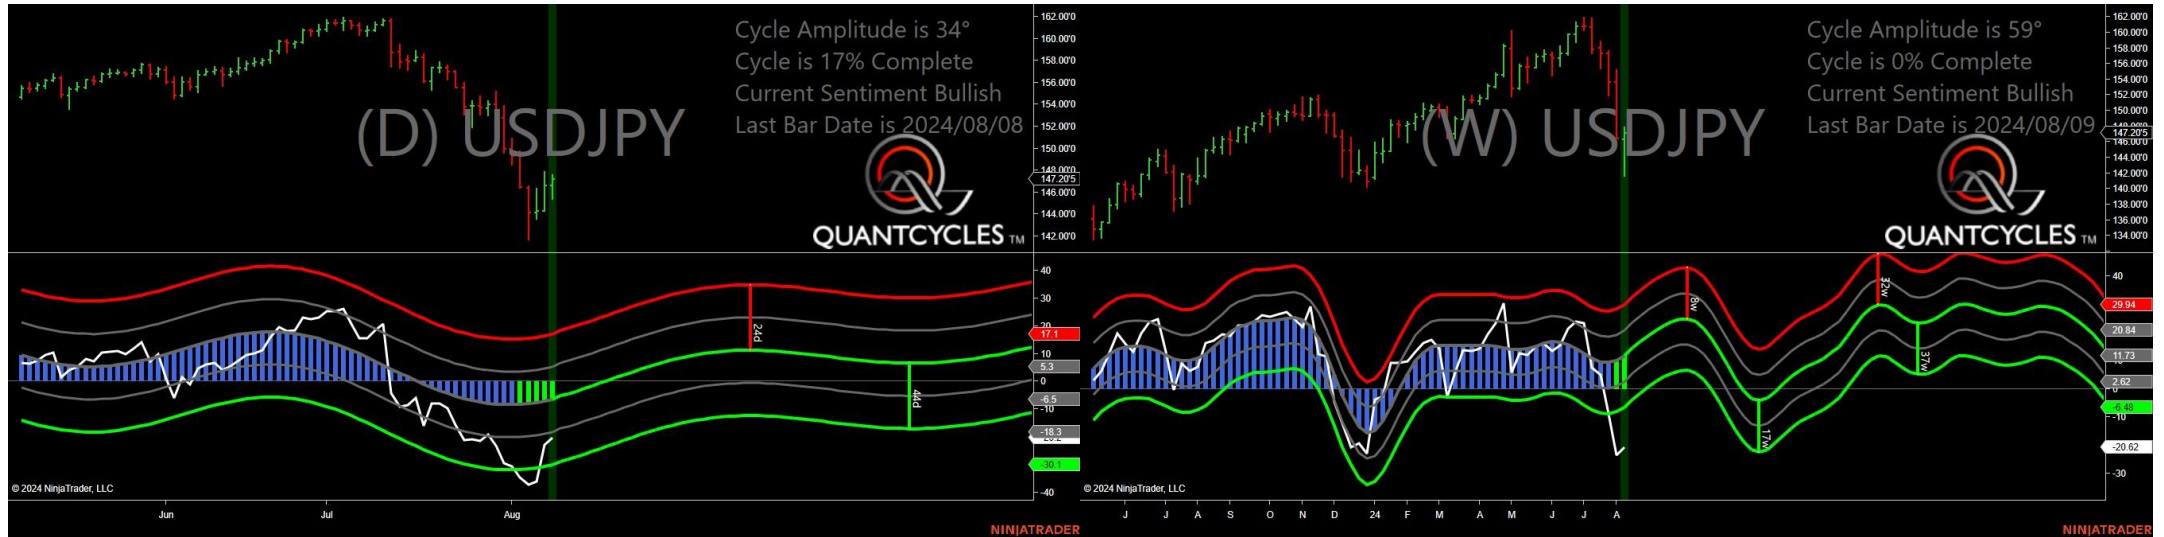 Cycle Amplitude is 34°
Cycle is 17% Complete
Current Sentiment Bullish
Last Bar Date is 2024/08/08
(D) USDJPY
QUANTCYCLES TM
162.00'0
160.00'0
158.00'0
156.00'0
154.00'0
152.00'0
150.00'0
148.00'0
147.20'5
146.00'0
144.00'0
142.00'0
40
30
20
17.1
10
5.3
0
-6.5
-10
-18.3
-30.1
-40
24d
44d
© 2024 NinjaTrader, LLC
Jun
Jul
Aug
NINJATRADER
Cycle Amplitude is 59°
Cycle is 0% Complete
Current Sentiment Bullish
Last Bar Date is 2024/08/09
(W) USDJPY
QUANTCYCLES TM
162.00'0
160.00'0
158.00'0
156.00'0
154.00'0
152.00'0
150.00'0
147.20'5
146.00'0
144.00'0
142.00'0
140.00'0
138.00'0
136.00'0
134.00'0
40
29.94
20.84
11.73
2.62
-6.48
-10
-20.62
-30
8w
17w
32w
37w
© 2024 NinjaTrader, LLC
J
J
A
S
O
N
D
24
F
M
A
M
J
J
A
NINJATRADER